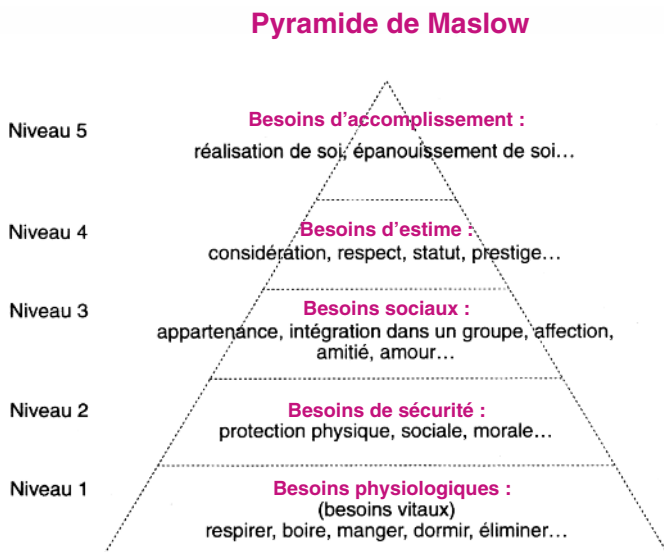 Pyramide de Maslow
Niveau 5
Besoins d'accomplissement :
réalisation de soi, épanouissement de soi...
Niveau 4
Besoins d'estime :
considération, respect, statut, prestige...
Niveau 3
Besoins sociaux :
appartenance, intégration dans un groupe, affection,
amitié, amour...
Niveau 2
Besoins de sécurité :
protection physique, sociale, morale...
Niveau 1
Besoins physiologiques :
(besoins vitaux)
respirer, boire, manger, dormir, éliminer...